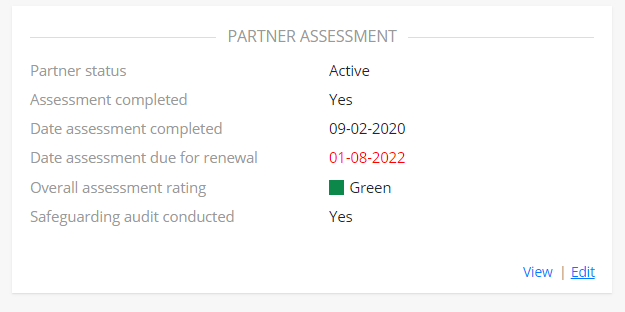 PARTNER ASSESSMENT
Partner status Active
Assessment completed Yes
Date assessment completed 09-02-2020
Date assessment due for renewal 01-08-2022
Overall assessment rating Green
Safeguarding audit conducted Yes
View | Edit